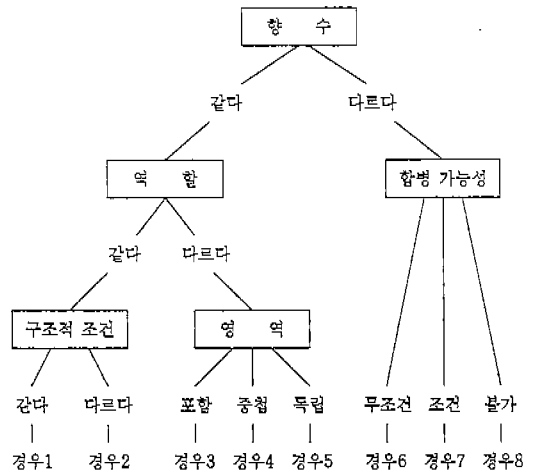 향 수
같다 다르다
역 할 합병 가능성
같다 다르다
구조적 조건 영 역
같다 다르다 포함 중첩 독립 무조건 조건 불가
경우1 경우2 경우3 경우4 경우5 경우6 경우7 경우8